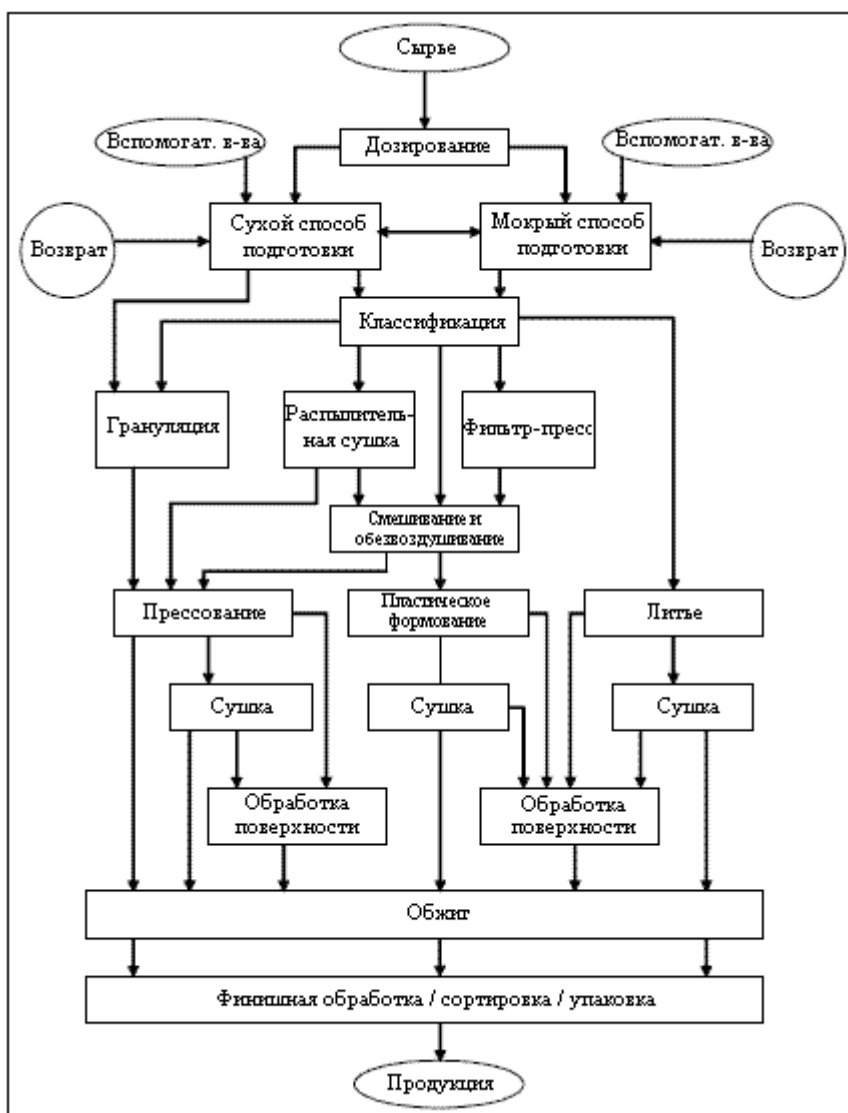 Сырье
Вспомогат. в-ва
Дозирование
Вспомогат. в-ва
Сухой способ
подготовки
Мокрый способ
подготовки
Возврат
Возврат
Классификация
Грануляция
Распылитель-
ная сушка
Фильтр-пресс
Смешивание и
обезвоздушивание
Прессование
Пластическое
формование
Литье
Сушка
Сушка
Сушка
Обработка
поверхности
Обработка
поверхности
Обжиг
Финишная обработка / сортировка / упаковка
Продукция